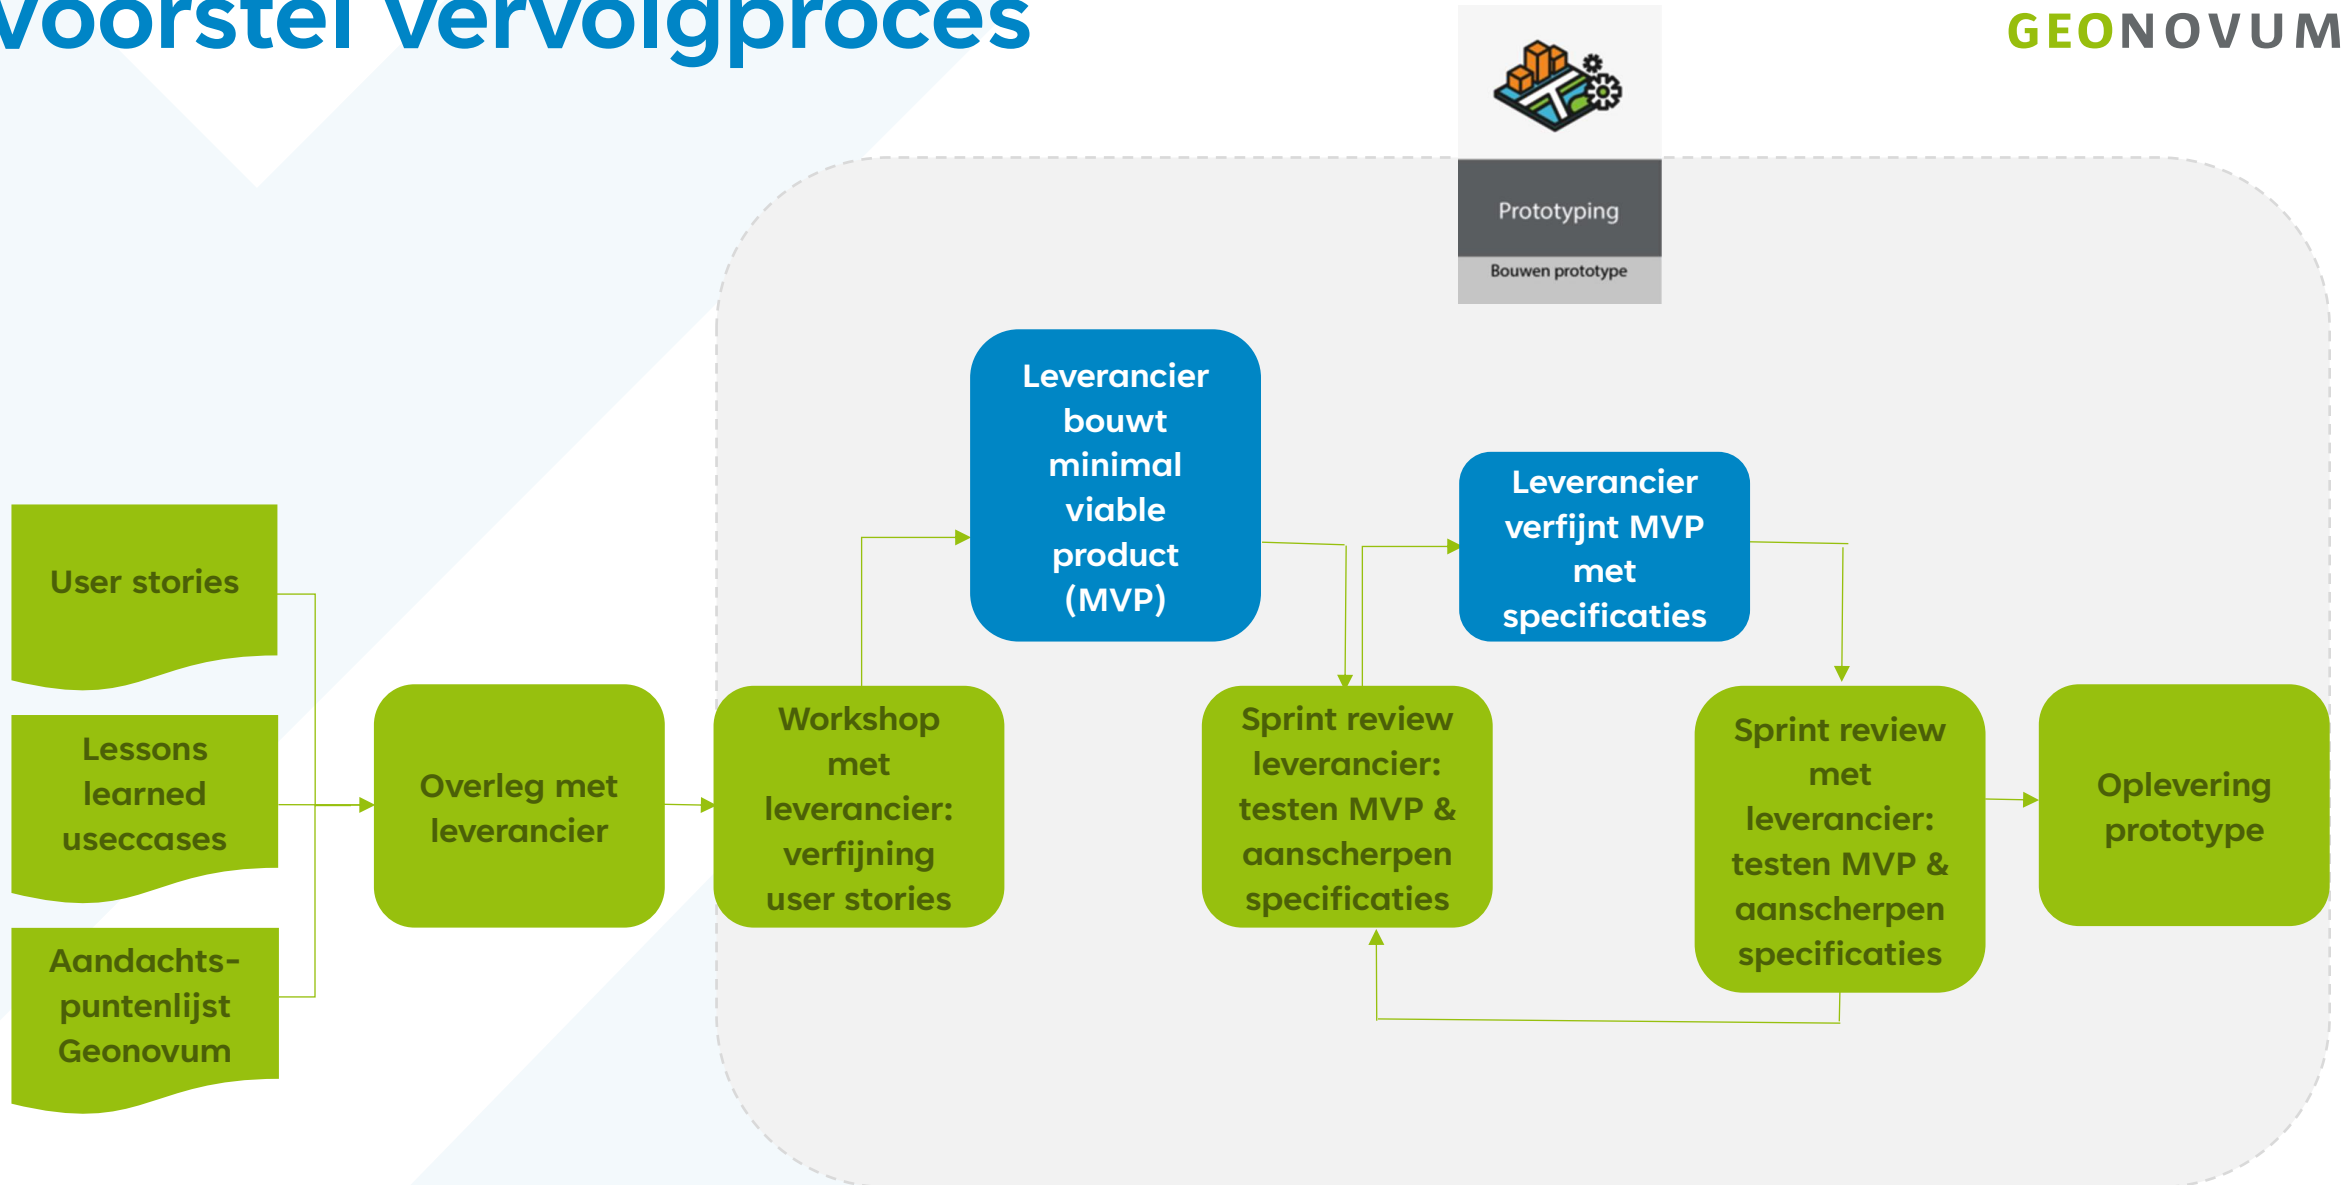 Voorstel vervolgproces
GEONOVUM
Prototyping
Bouwen prototype
Leverancier
bouwt
minimal
viable
product
(MVP)
Leverancier
verfijnt MVP
met
specificaties
User stories
Lessons
learned
useccases
Aandachts-
puntenlijst
Geonovum
Overleg met
leverancier
Workshop
met
leverancier:
verfijning
user stories
Sprint review
leverancier:
testen MVP &
aanscherpen
specificaties
Sprint review
met
leverancier:
testen MVP &
aanscherpen
specificaties
Oplevering
prototype